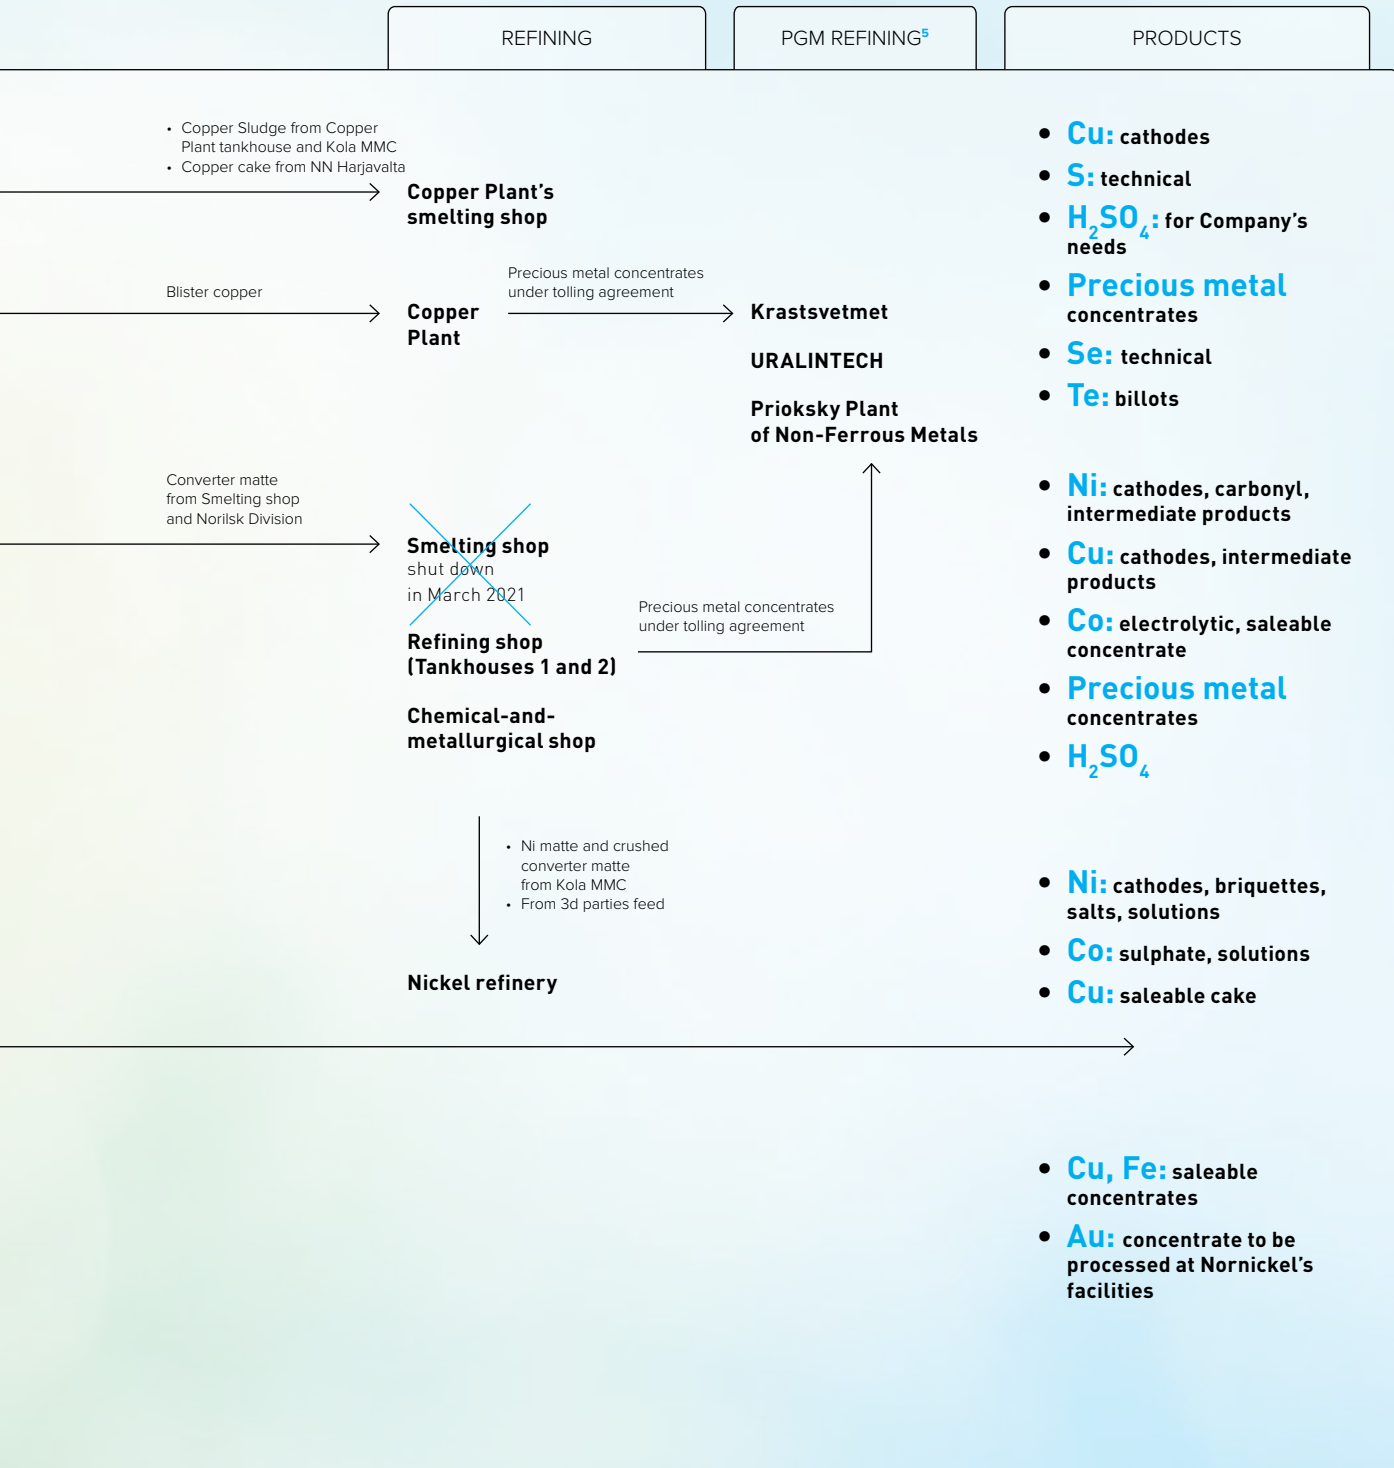 REFINING
PGM REFINING⁵
PRODUCTS
• Copper Sludge from Copper
Plant tankhouse and Kola MMC
• Copper cake from NN Harjavalta
Copper Plant’s
smelting shop
Blister copper
Copper
Plant
Precious metal concentrates
under tolling agreement
Krastsvetmet
URALINTECH
Prioksky Plant
of Non-Ferrous Metals
• Cu: cathodes
• S: technical
• H₂SO₄: for Company’s
needs
• Precious metal
concentrates
• Se: technical
• Te: billots
Converter matte
from Smelting shop
and Norilsk Division
Smelting shop
shut down
in March 2021
Refining shop
(Tankhouses 1 and 2)
Chemical-and-
metallurgical shop
Precious metal concentrates
under tolling agreement
• Ni: cathodes, carbonyl,
intermediate products
• Cu: cathodes, intermediate
products
• Co: electrolytic, saleable
concentrate
• Precious metal
concentrates
• H₂SO₄
• Ni matte and crushed
converter matte
from Kola MMC
• From 3d parties feed
Nickel refinery
• Ni: cathodes, briquettes,
salts, solutions
• Co: sulphate, solutions
• Cu: saleable cake
• Cu, Fe: saleable
concentrates
• Au: concentrate to be
processed at Nornickel’s
facilities